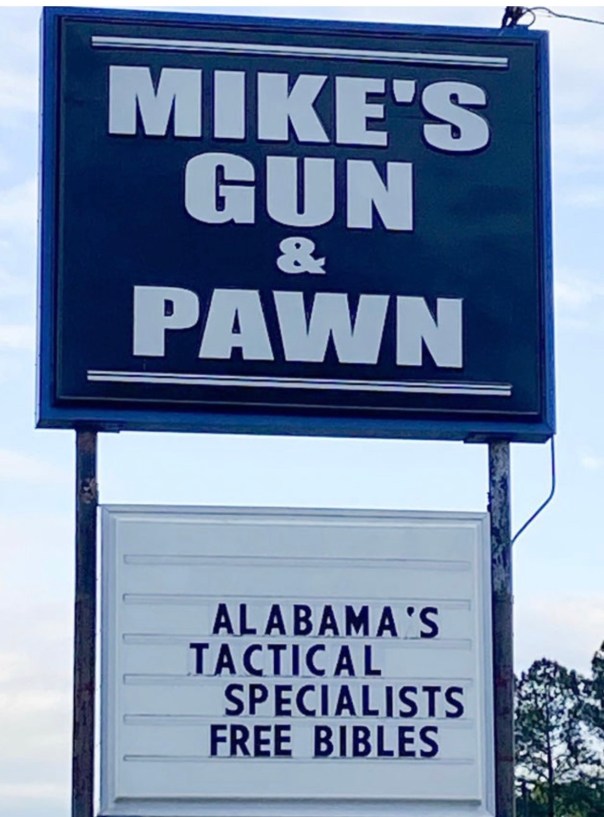 MIKE'S
GUN
&
PAWN
ALABAMA'S
TACTICAL
SPECIALISTS
FREE BIBLES